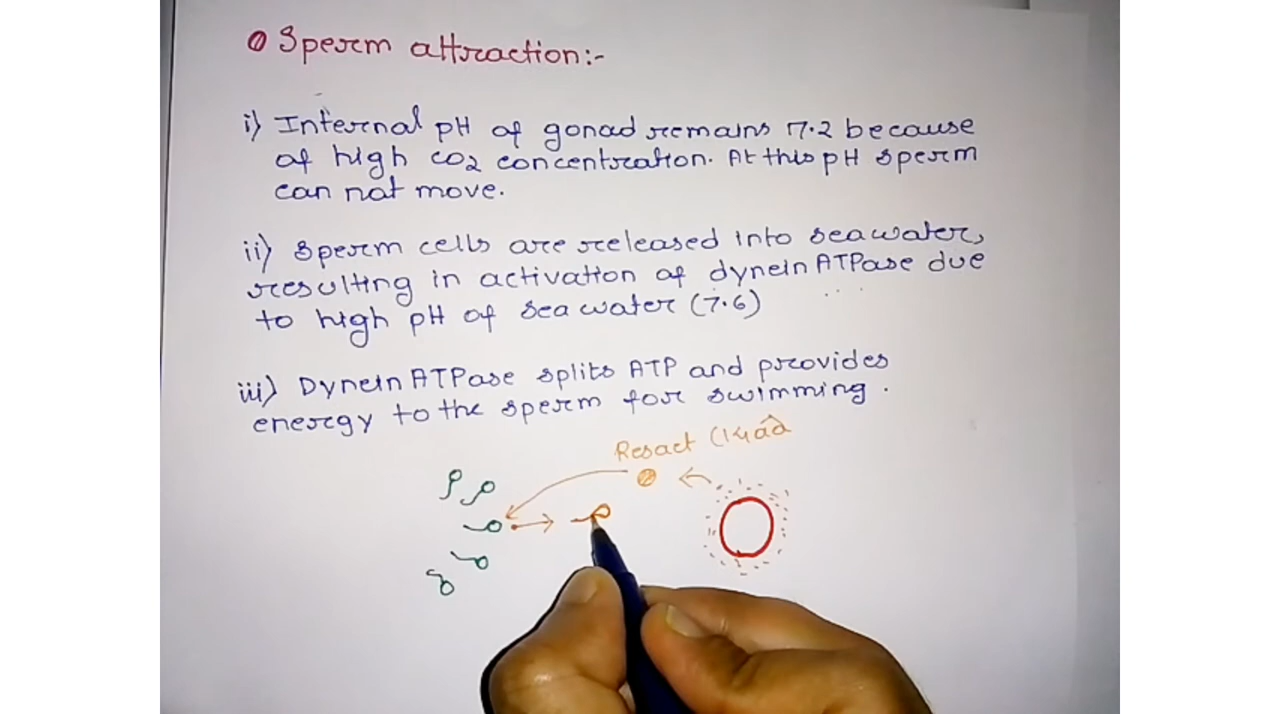 Sperm attraction:-
i) Internal pH of gonad remains 7.2 because
of high CO2 concentration. At this pH sperm
can not move.
ii) Sperm cells are released into seawater,
resulting in activation of dynein ATPase due
to high pH of sea water (7.6)
iii) Dynein ATPase splits ATP and provides
energy to the sperm for swimming.
Resact (14aa